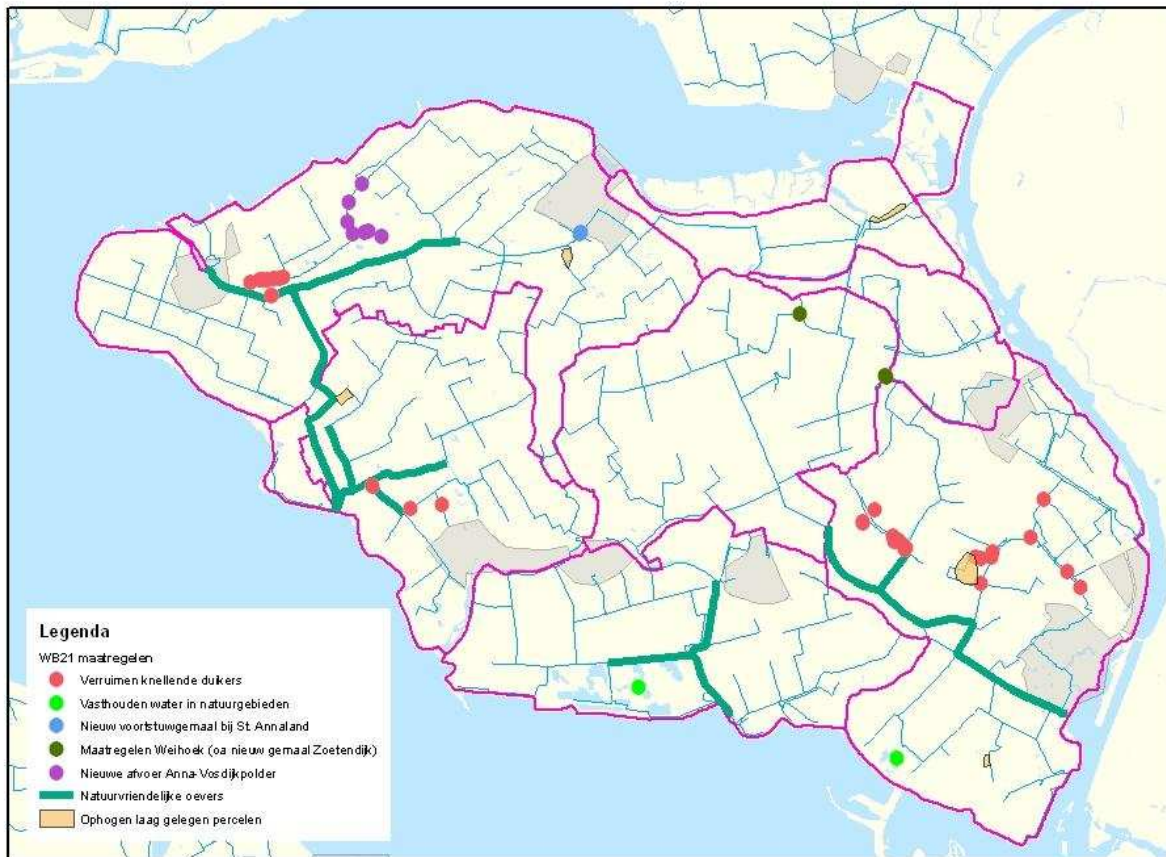 Legenda
WB21 maatregelen
Verruimen knellende duikers
Vasthouden water in natuurgebieden
Nieuw voortstuwgemaal bij St. Annaland
Maatregelen Weihoek (oa nieuw gemaal Zoetendijk)
Nieuwe afvoer Anna-Vosdijkpolder
Natuurvriendelijke oevers
Ophogen laag gelegen percelen